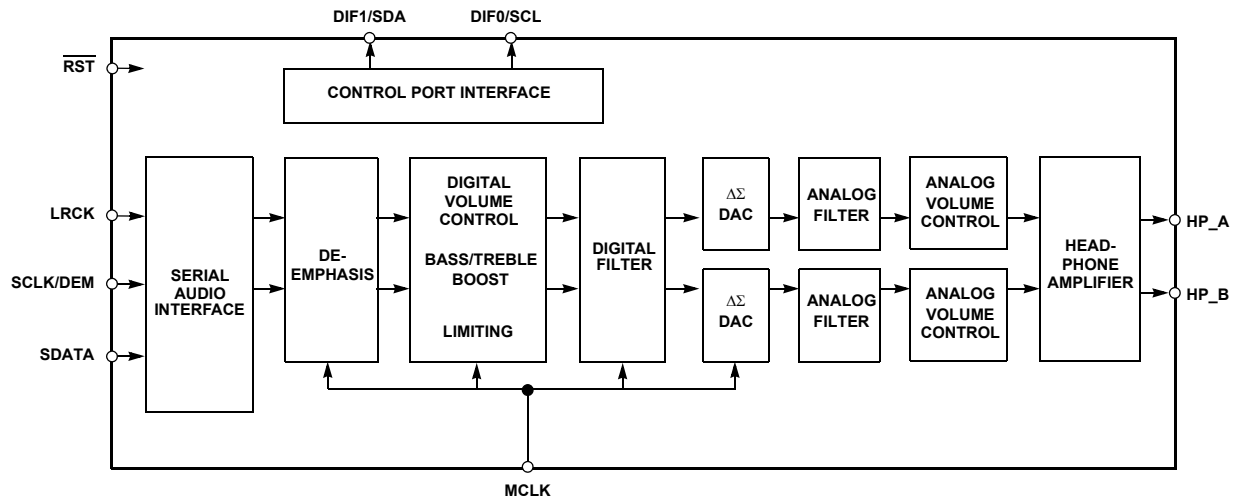 DIF1/SDA
DIF0/SCL
RST
CONTROL PORT INTERFACE
LRCK
SCLK/DEM
SDATA
SERIAL
AUDIO
INTERFACE
DE-
EMPHASIS
DIGITAL
VOLUME
CONTROL
BASS/TREBLE
BOOST
LIMITING
DIGITAL
FILTER
ΔΣ
DAC
ANALOG
FILTER
ANALOG
VOLUME
CONTROL
ΔΣ
DAC
ANALOG
FILTER
ANALOG
VOLUME
CONTROL
HEAD-
PHONE
AMPLIFIER
HP_A
HP_B
MCLK